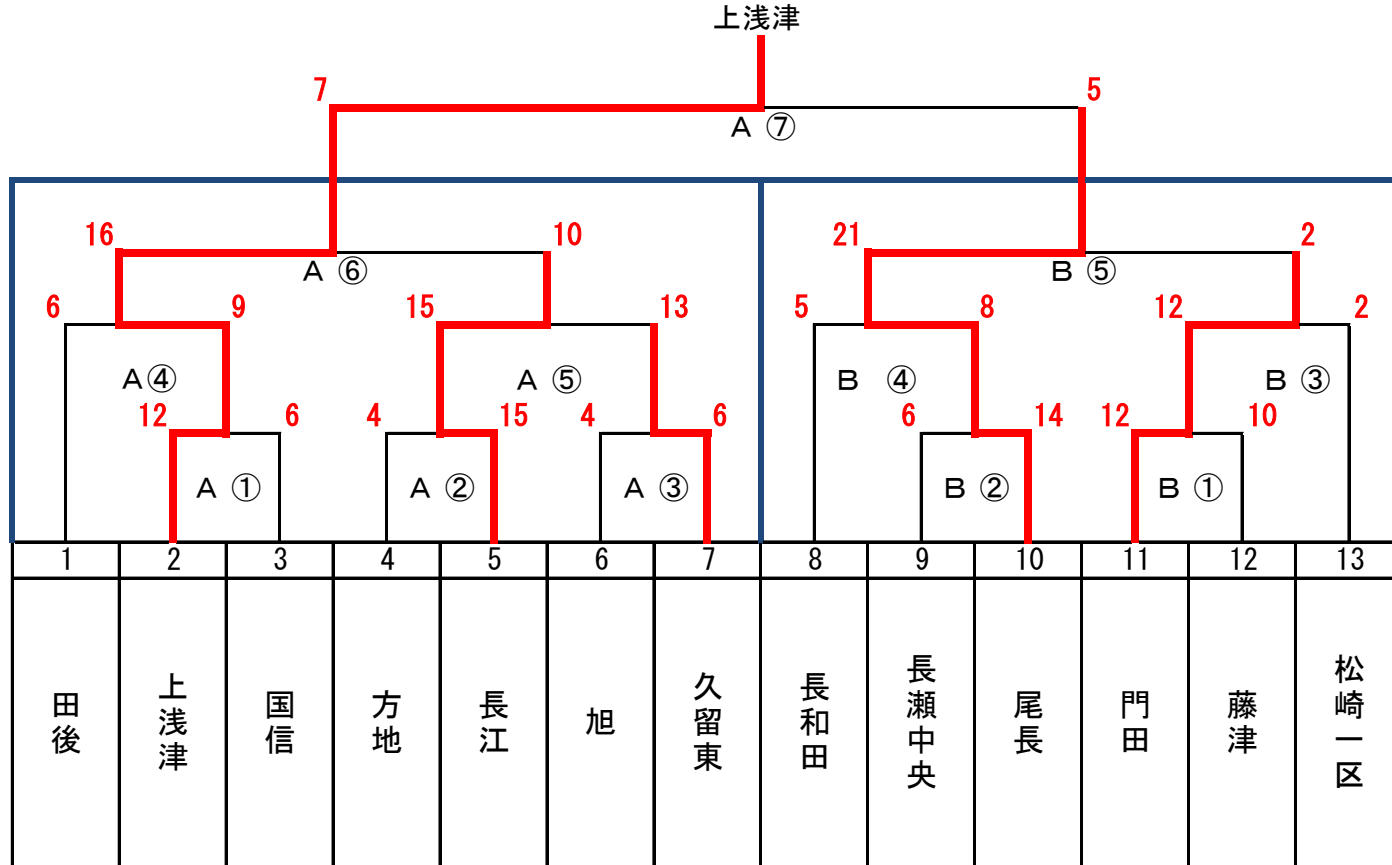 上浅津
7 5
A ⑦
16 10 21 2
A ⑥ B ⑤
6 9 15 13 5 8 12 2
A④ A ⑤ B ④ B ③
12 6 4 15 4 6 6 14 12 10
A ① A ② A ③ B ② B ①
1 2 3 4 5 6 7 8 9 10 11 12 13
田後
上浅津
国信
方地
長江
旭
久留東
長和田
長瀬中央
尾長
門田
藤津
松崎一区